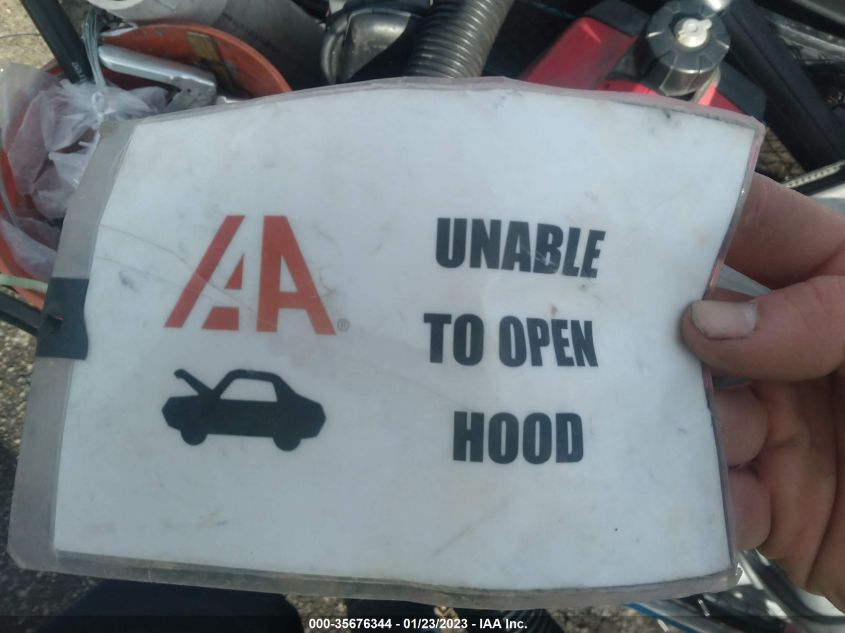 IAA®
UNABLE
TO OPEN
HOOD
000-35676344 - 01/23/2023 - IAA Inc.